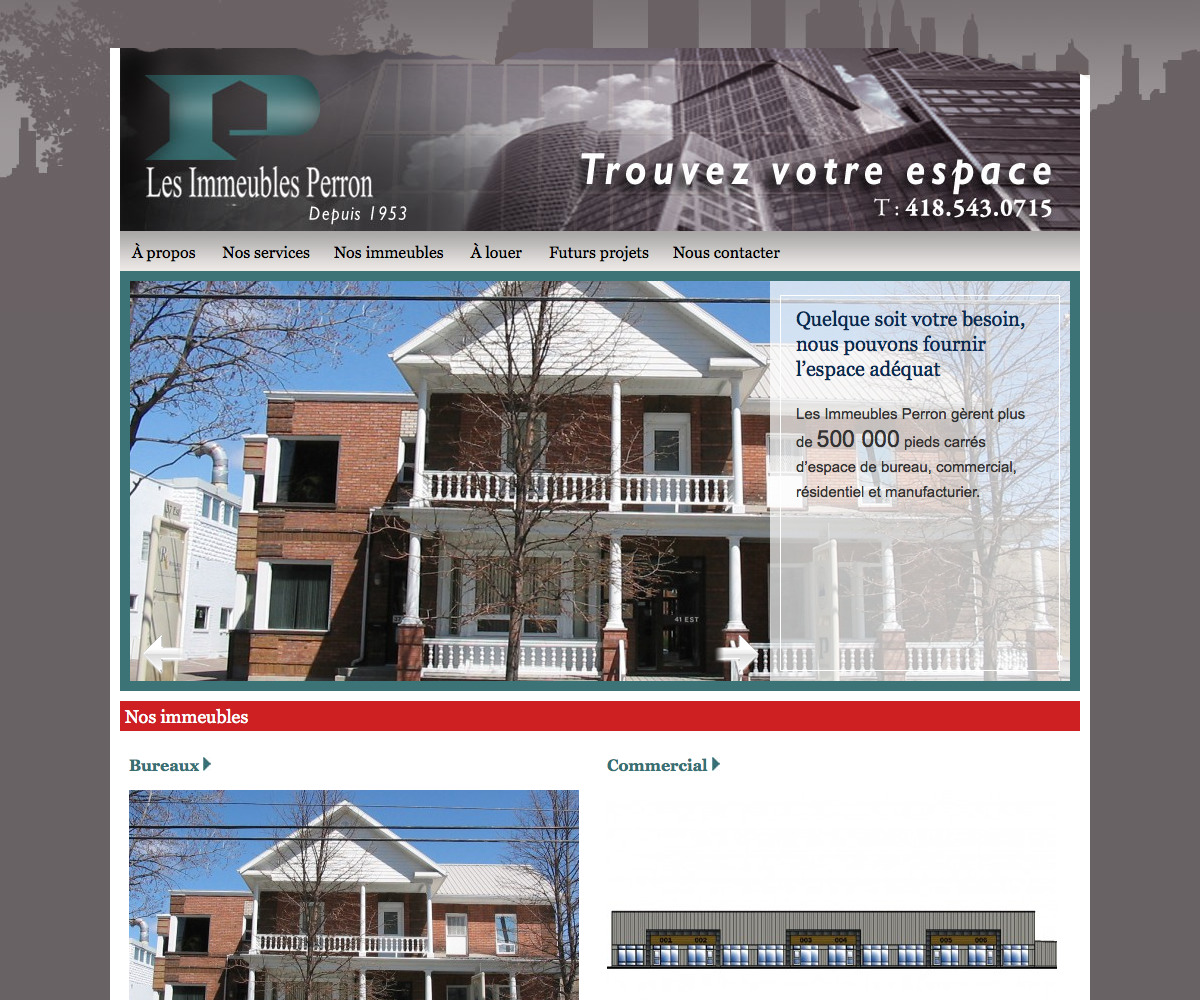 Les Immeubles Perron
Depuis 1953
Trouvez votre espace
T : 418.543.0715
À propos Nos services Nos immeubles À louer Futurs projets Nous contacter
Quelque soit votre besoin,
nous pouvons fournir
l’espace adéquat
Les Immeubles Perron gèrent plus
de 500 000 pieds carrés
d’espace de bureau, commercial,
résidentiel et manufacturier.
41 EST
Nos immeubles
Bureaux
Commercial
001 002 003 004 005 006